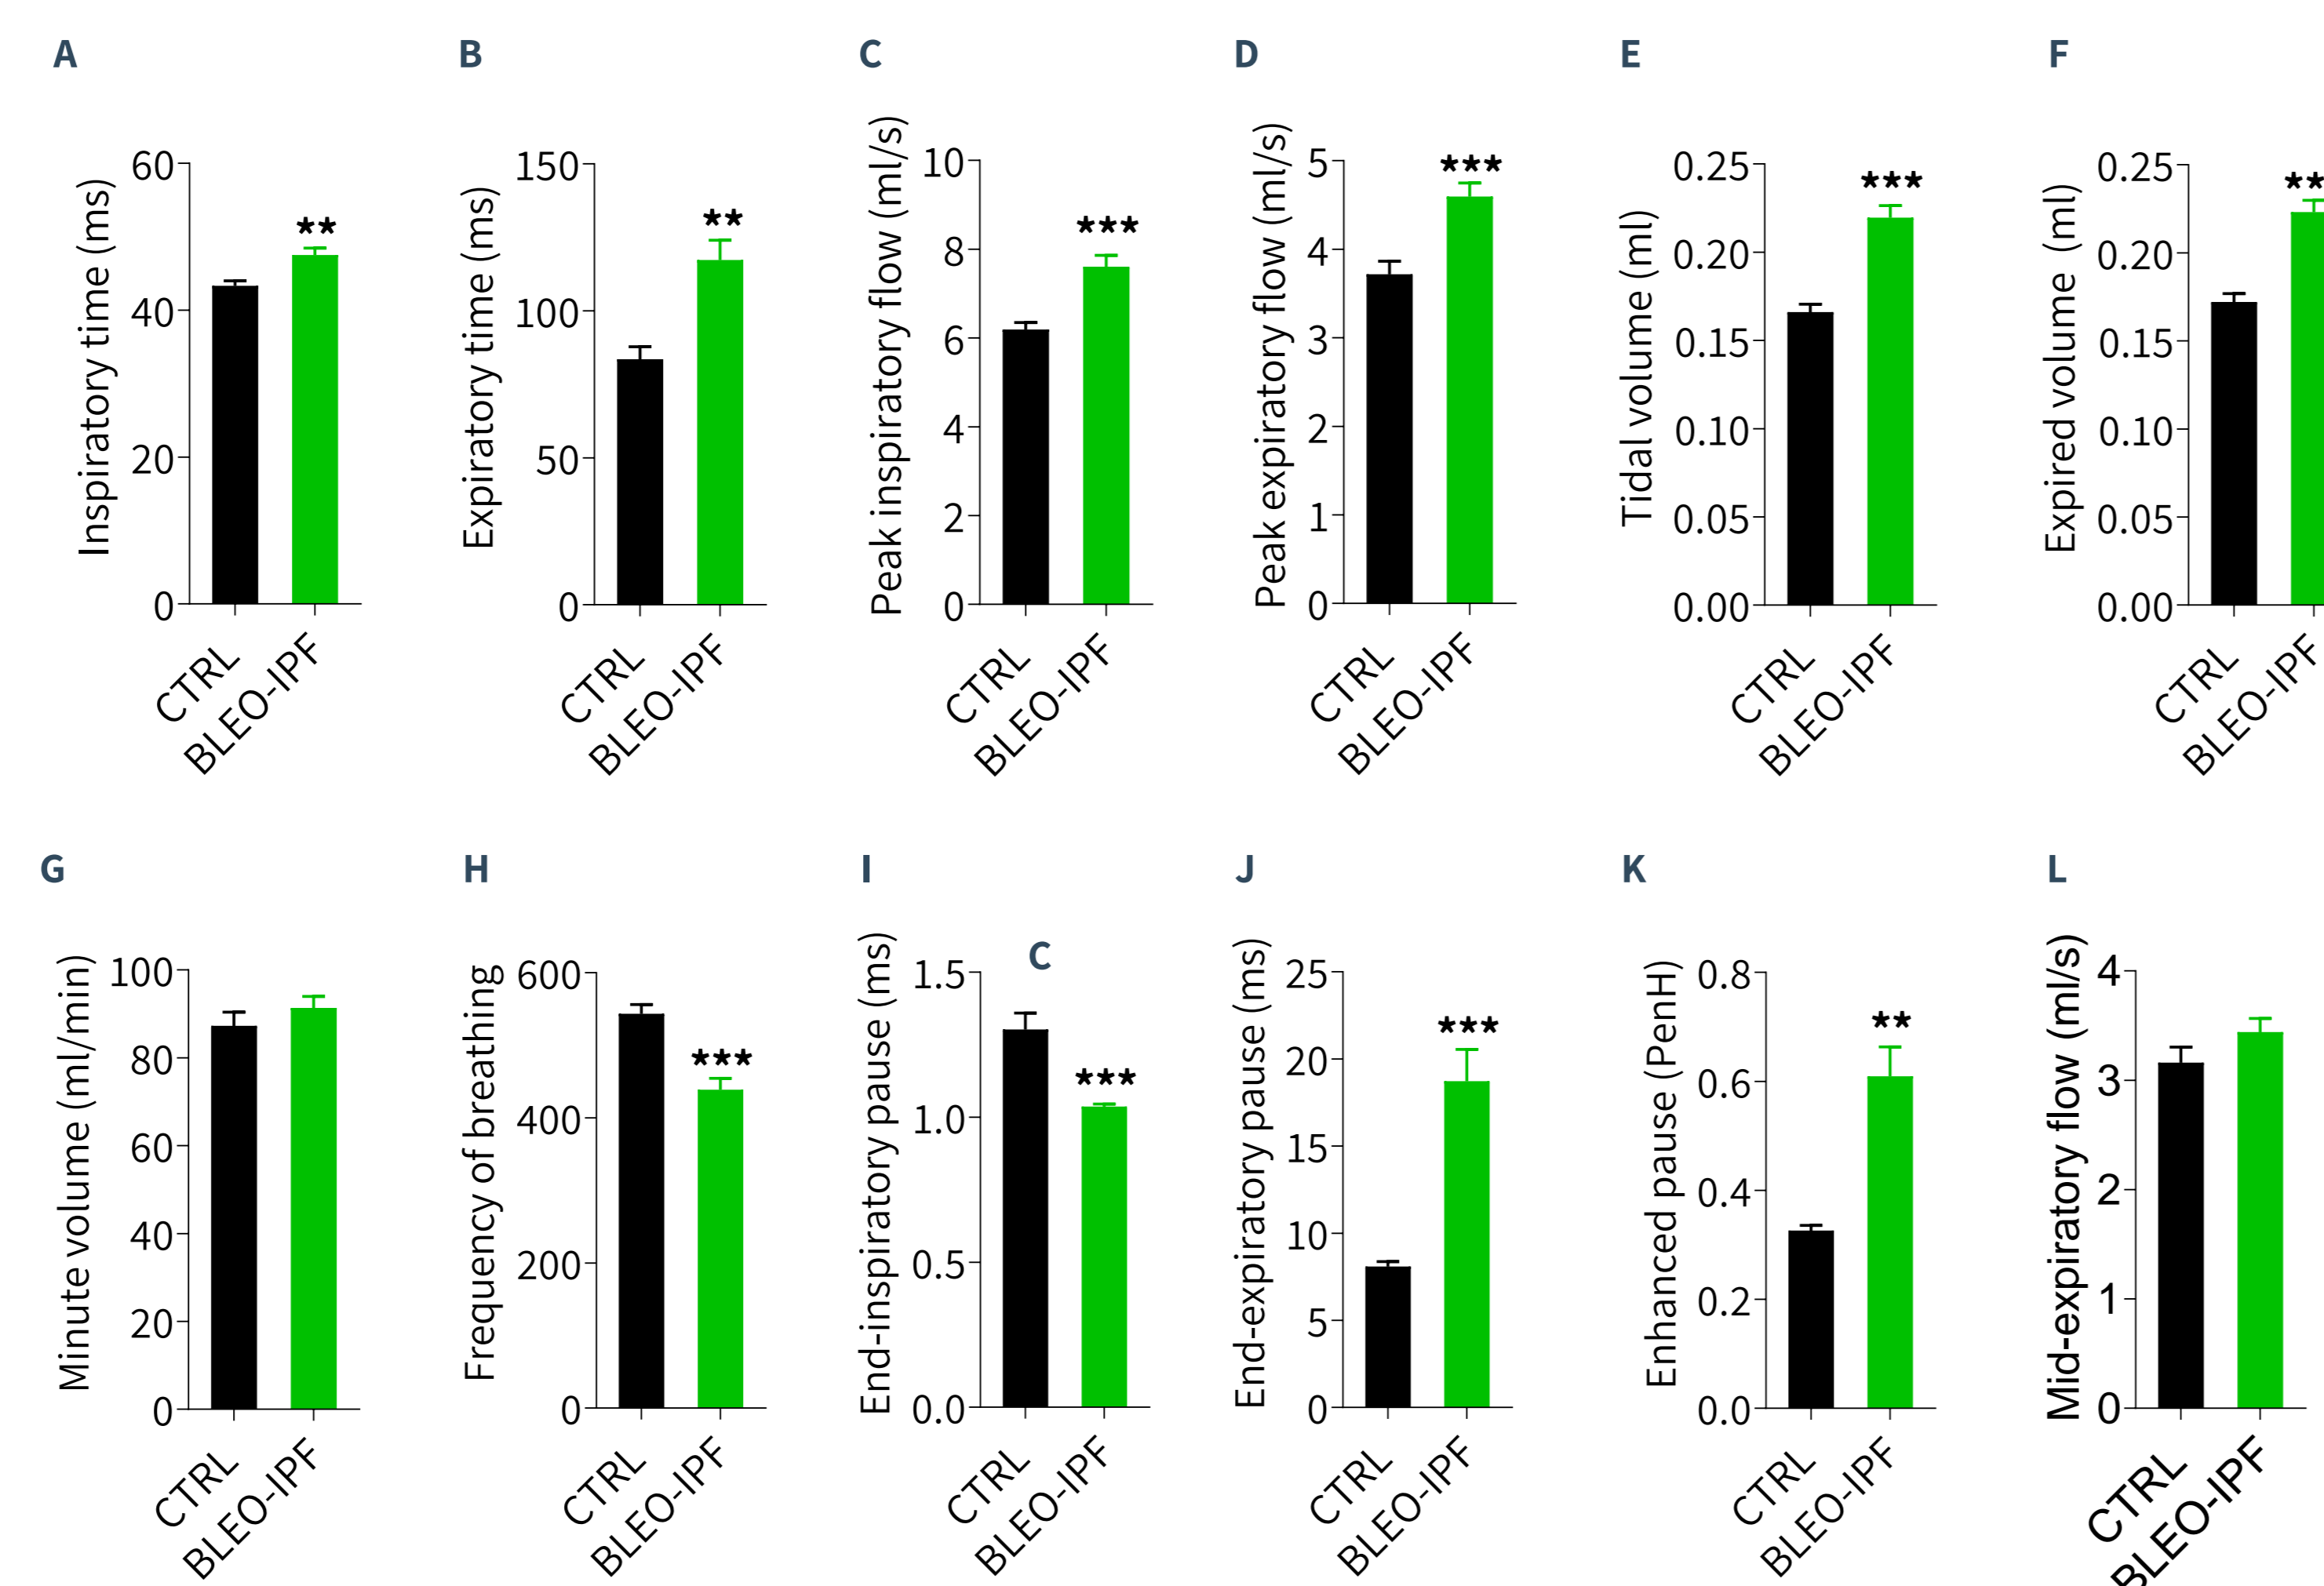 A
B
C
D
E
F
Inspiratory time (ms)
60
40
20
0
**
CTRL
BLEO-IPF
Expiratory time (ms)
150
100
50
0
**
CTRL
BLEO-IPF
Peak inspiratory flow (ml/s)
10
8
6
4
2
0
***
CTRL
BLEO-IPF
Peak expiratory flow (ml/s)
5
4
3
2
1
0
***
CTRL
BLEO-IPF
Tidal volume (ml)
0.25
0.20
0.15
0.10
0.05
0.00
***
CTRL
BLEO-IPF
Expired volume (ml)
0.25
0.20
0.15
0.10
0.05
0.00
**
CTRL
BLEO-IPF
G
H
I
J
K
L
Minute volume (ml/min)
100
80
60
40
20
0
CTRL
BLEO-IPF
Frequency of breathing
600
400
200
0
***
CTRL
BLEO-IPF
End-inspiratory pause (ms)
C
1.5
1.0
0.5
0.0
***
CTRL
BLEO-IPF
End-expiratory pause (ms)
25
20
15
10
5
0
***
CTRL
BLEO-IPF
Enhanced pause (PenH)
0.8
0.6
0.4
0.2
0.0
**
CTRL
BLEO-IPF
Mid-expiratory flow (ml/s)
4
3
2
1
0
CTRL
BLEO-IPF